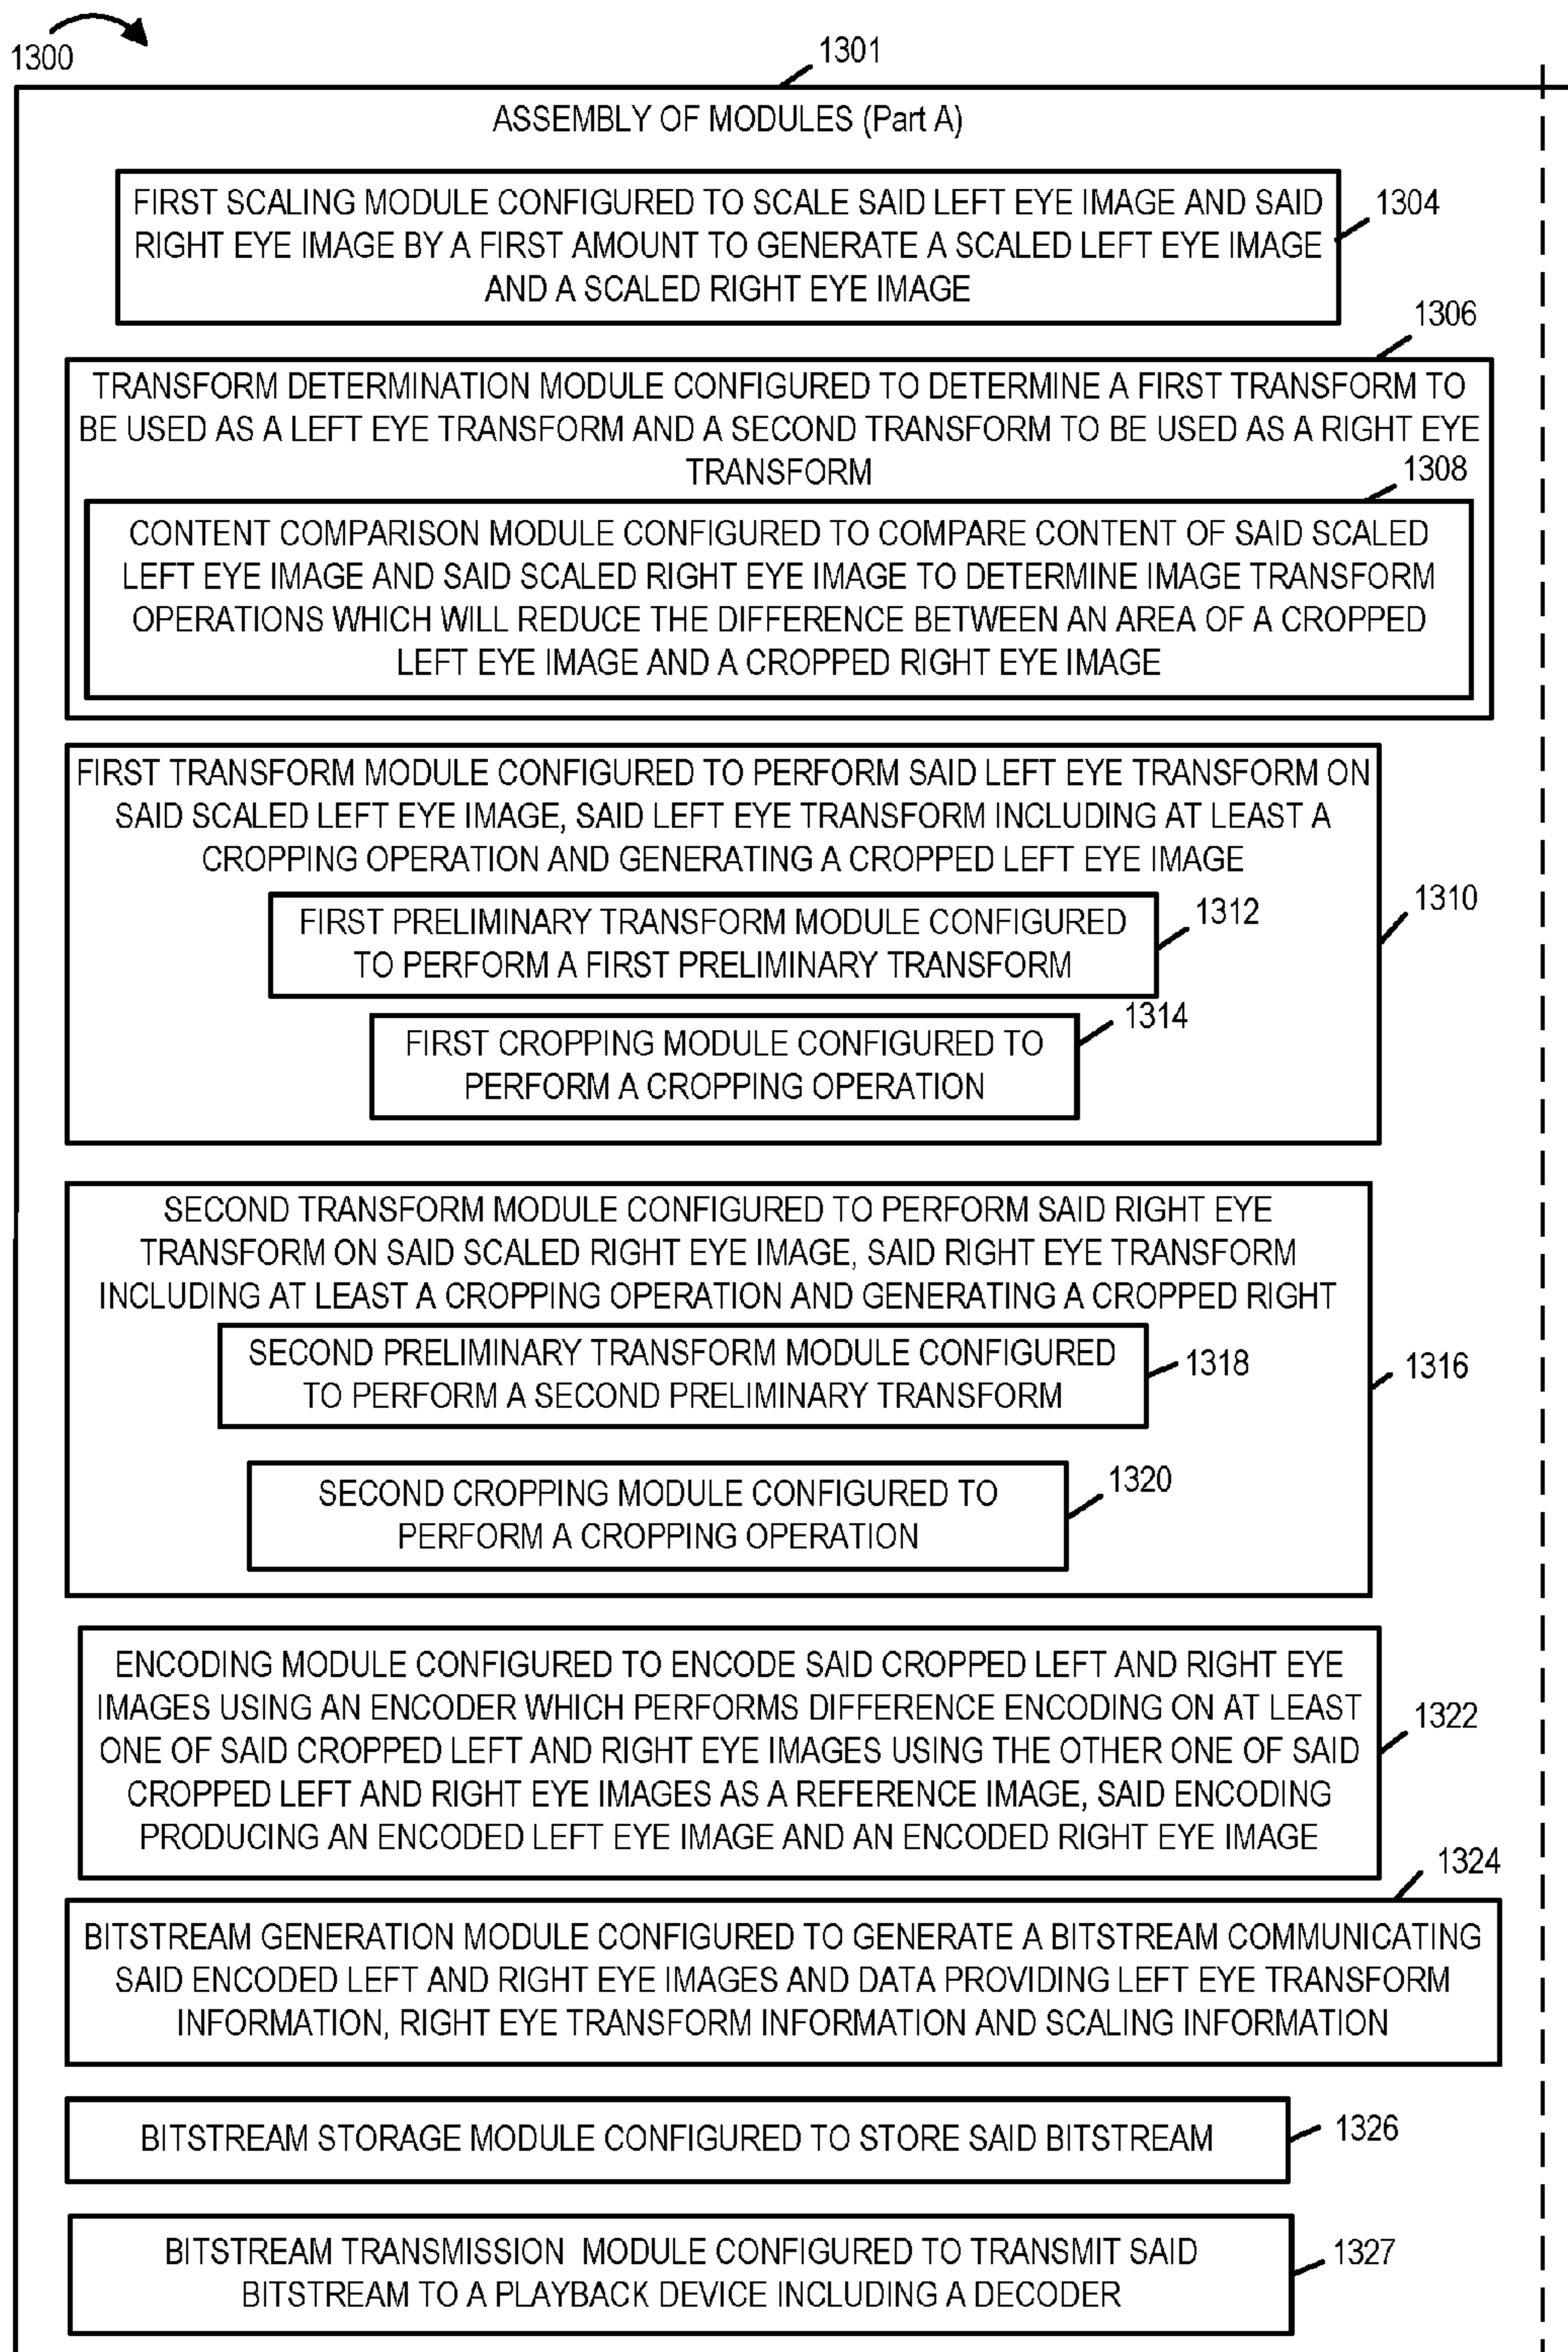 1300
1301
ASSEMBLY OF MODULES (Part A)
FIRST SCALING MODULE CONFIGURED TO SCALE SAID LEFT EYE IMAGE AND SAID
RIGHT EYE IMAGE BY A FIRST AMOUNT TO GENERATE A SCALED LEFT EYE IMAGE
AND A SCALED RIGHT EYE IMAGE
1304
1306
TRANSFORM DETERMINATION MODULE CONFIGURED TO DETERMINE A FIRST TRANSFORM TO
BE USED AS A LEFT EYE TRANSFORM AND A SECOND TRANSFORM TO BE USED AS A RIGHT EYE
TRANSFORM
1308
CONTENT COMPARISON MODULE CONFIGURED TO COMPARE CONTENT OF SAID SCALED
LEFT EYE IMAGE AND SAID SCALED RIGHT EYE IMAGE TO DETERMINE IMAGE TRANSFORM
OPERATIONS WHICH WILL REDUCE THE DIFFERENCE BETWEEN AN AREA OF A CROPPED
LEFT EYE IMAGE AND A CROPPED RIGHT EYE IMAGE
FIRST TRANSFORM MODULE CONFIGURED TO PERFORM SAID LEFT EYE TRANSFORM ON
SAID SCALED LEFT EYE IMAGE, SAID LEFT EYE TRANSFORM INCLUDING AT LEAST A
CROPPING OPERATION AND GENERATING A CROPPED LEFT EYE IMAGE
1310
FIRST PRELIMINARY TRANSFORM MODULE CONFIGURED
TO PERFORM A FIRST PRELIMINARY TRANSFORM
1312
1314
FIRST CROPPING MODULE CONFIGURED TO
PERFORM A CROPPING OPERATION
SECOND TRANSFORM MODULE CONFIGURED TO PERFORM SAID RIGHT EYE
TRANSFORM ON SAID SCALED RIGHT EYE IMAGE, SAID RIGHT EYE TRANSFORM
INCLUDING AT LEAST A CROPPING OPERATION AND GENERATING A CROPPED RIGHT
SECOND PRELIMINARY TRANSFORM MODULE CONFIGURED
TO PERFORM A SECOND PRELIMINARY TRANSFORM
1318
1316
SECOND CROPPING MODULE CONFIGURED TO
PERFORM A CROPPING OPERATION
1320
ENCODING MODULE CONFIGURED TO ENCODE SAID CROPPED LEFT AND RIGHT EYE
IMAGES USING AN ENCODER WHICH PERFORMS DIFFERENCE ENCODING ON AT LEAST
ONE OF SAID CROPPED LEFT AND RIGHT EYE IMAGES USING THE OTHER ONE OF SAID
CROPPED LEFT AND RIGHT EYE IMAGES AS A REFERENCE IMAGE, SAID ENCODING
PRODUCING AN ENCODED LEFT EYE IMAGE AND AN ENCODED RIGHT EYE IMAGE
1322
1324
BITSTREAM GENERATION MODULE CONFIGURED TO GENERATE A BITSTREAM COMMUNICATING
SAID ENCODED LEFT AND RIGHT EYE IMAGES AND DATA PROVIDING LEFT EYE TRANSFORM
INFORMATION, RIGHT EYE TRANSFORM INFORMATION AND SCALING INFORMATION
BITSTREAM STORAGE MODULE CONFIGURED TO STORE SAID BITSTREAM
1326
BITSTREAM TRANSMISSION MODULE CONFIGURED TO TRANSMIT SAID
BITSTREAM TO A PLAYBACK DEVICE INCLUDING A DECODER
1327